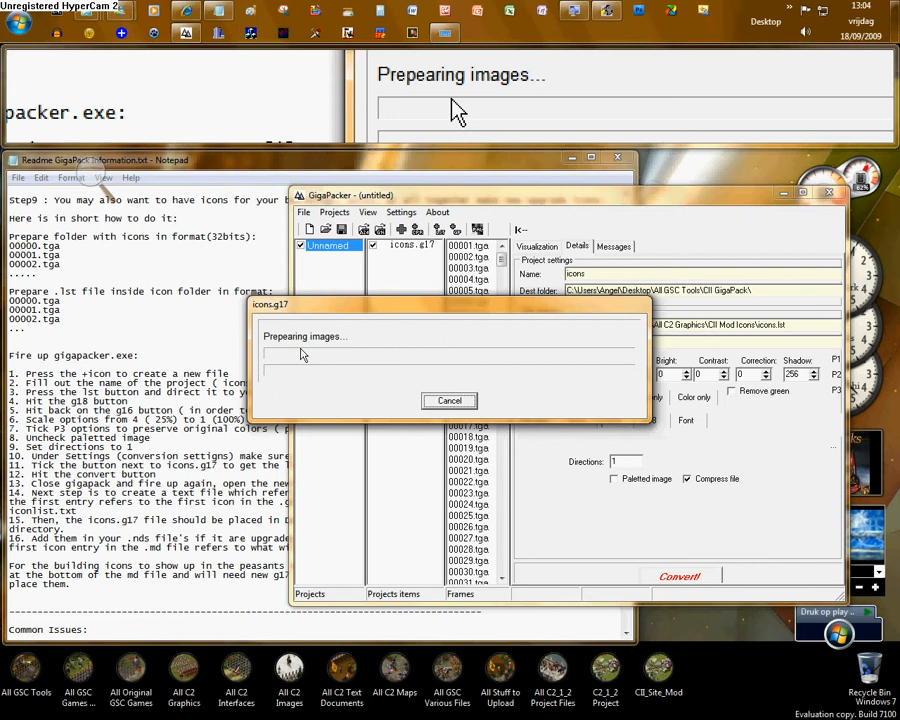 Unregistered HyperCam 2
Desktop
»
13:04
vrijdag
18/09/2009
packer.exe:
Prepearing images...
Readme GigaPack Information.txt - Notepad
File Edit Format View Help
Step9 : You may also want to have icons for your b
Here is in short how to do it:
Prepare folder with icons in format(32bits):
00000.tga
00001.tga
00002.tga
.....
Prepare .lst file inside icon folder in format:
00000.tga
00001.tga
00002.tga
...
Fire up gigapacker.exe:
1. Press the +icon to create a new file
2. Fill out the name of the project ( icons
3. Press the lst button and direct it to yo
4. Hit the g18 button
5. Hit back on the g16 button ( in order to
6. Scale options from 4 ( 25%) to 1 (100%)
7. Tick P3 options to preserve original colors ( p
8. Uncheck paletted image
9. Set directions to 1
10. Under Settings (conversion settigns) make sure
11. Tick the button next to icons.g17 to get the l
12. Hit the convert button
13. Close gigapack and fire up again, open the new
14. Next step is to create a text file which refer
the first entry refers to the first icon in the .g
iconlist.txt
15. Then, the icons.g17 file should be placed in D
directory.
16. Add them in your .nds file's if it are upgrade
first icon entry in the .md file refers to what wi
For the building icons to show up in the peasants
at the bottom of the md file and will need new g17
place them.
Common Issues:
GigaPacker - (untitled)
File Projects View Settings About
Unnamed
icons.g17
00001.tga
00002.tga
00003.tga
00004.tga
00005.tga
00017.tga
00018.tga
00019.tga
00020.tga
00021.tga
00022.tga
00023.tga
00024.tga
00025.tga
00026.tga
00027.tga
00028.tga
00029.tga
00030.tga
00031.tga
Visualization Details Messages
Project settings
Name: icons
Dest folder: C:\Users\Angel\Desktop\All GSC Tools\CII GigaPack\
All C2 Graphics\CII Mod Icons\icons.lst
Bright: Contrast: Correction: Shadow:
0 0 0 256
P1
P2
P3
only Color only Remove green
Font
...
Directions: 1
Paletted image Compress file
Convert!
Projects Projects items Frames
icons.g17
Prepearing images...
Cancel
82%
Druk op play...
All GSC Tools
All GSC Games ...
All Original GSC Games
All C2 Graphics
All C2 Interfaces
All C2 Images
All C2 Text Documents
All C2 Maps
All GSC Various Files
All Stuff to Upload
All C2_1_2 Project Files
C2_1_2 Project
CII_Site_Mod
Recycle Bin
Windows 7
Evaluation copy. Build 7100